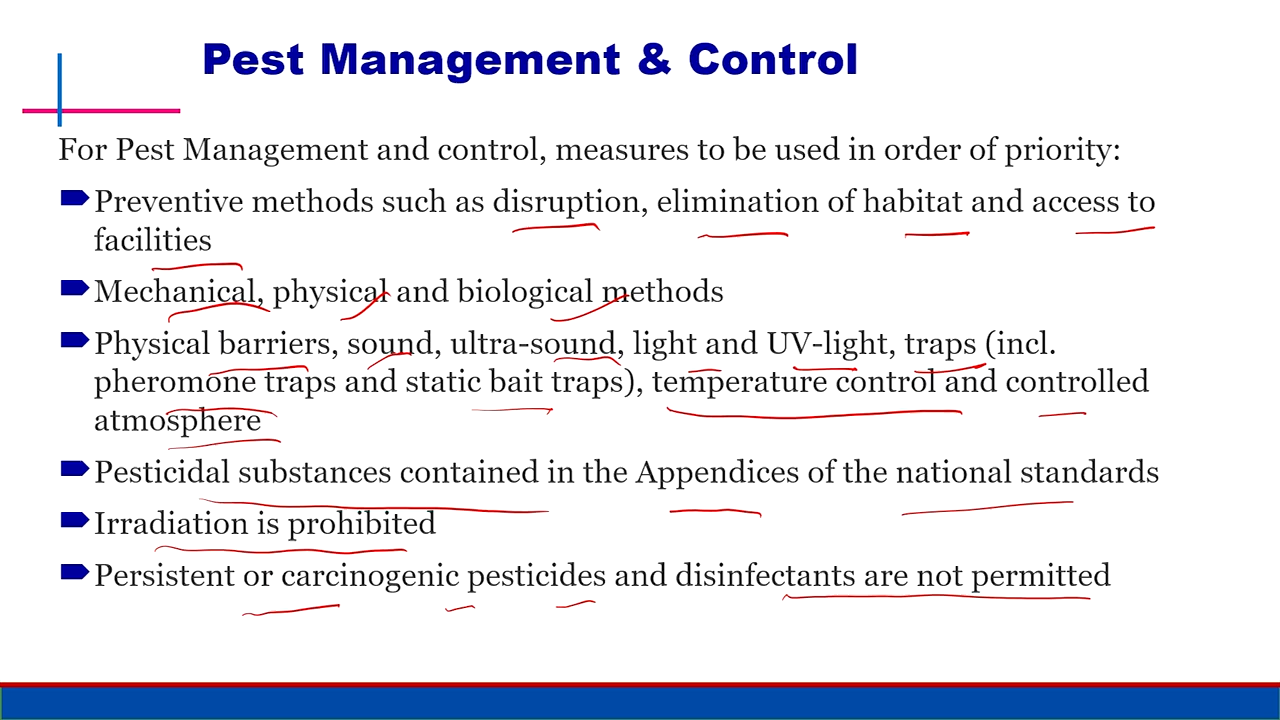 Pest Management & Control
For Pest Management and control, measures to be used in order of priority:
Preventive methods such as disruption, elimination of habitat and access to
facilities
Mechanical, physical and biological methods
Physical barriers, sound, ultra-sound, light and UV-light, traps (incl.
pheromone traps and static bait traps), temperature control and controlled
atmosphere
Pesticidal substances contained in the Appendices of the national standards
Irradiation is prohibited
Persistent or carcinogenic pesticides and disinfectants are not permitted